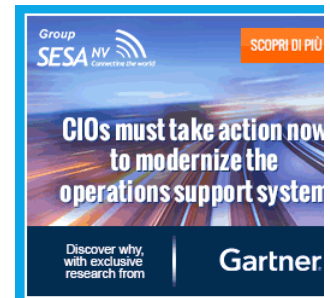 Group
SESA NV
Connecting the world
SCOPRI DI PIÙ
CIOs must take action now
to modernize the
operations support system
Discover why,
with exclusive
research from
Gartner